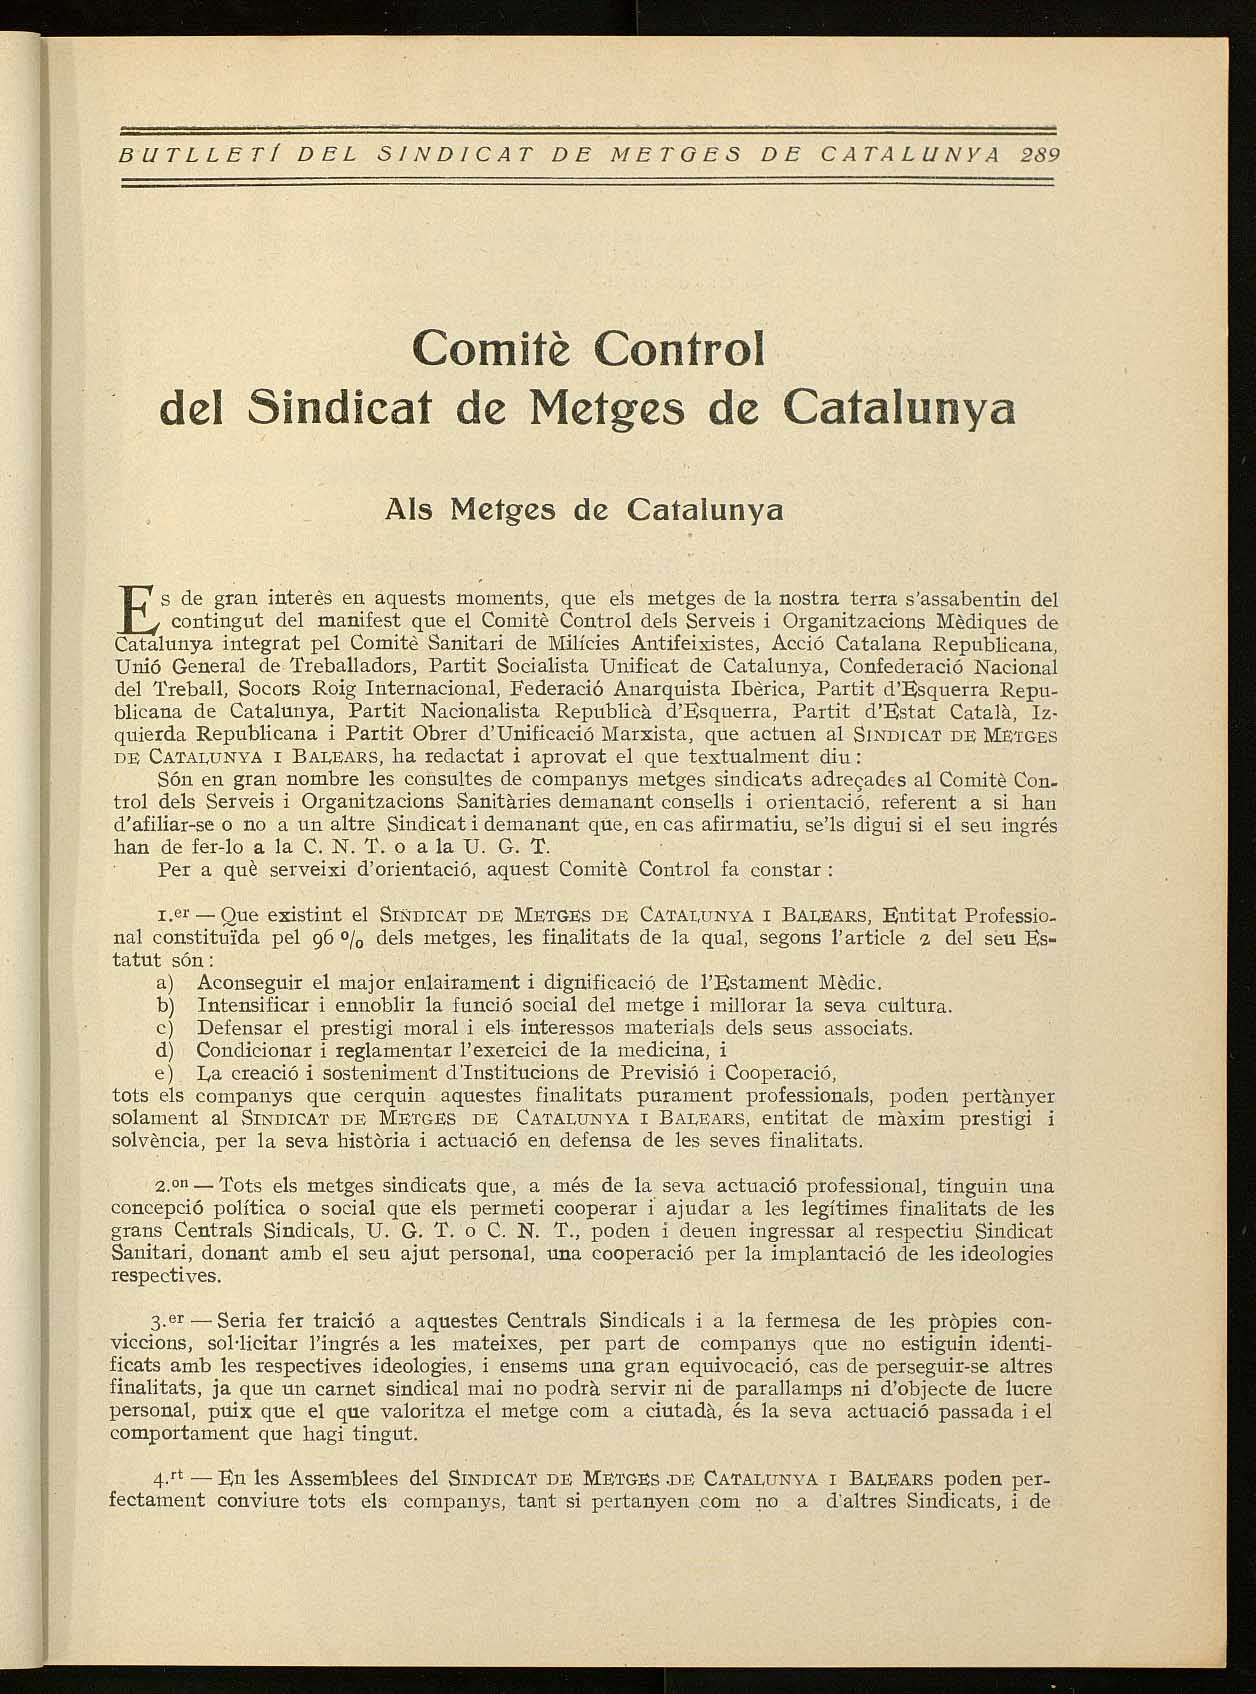 BUTLLETÍ DEL SINDICAT DE METGES DE CATALUNYA 289
Comitè Control
del Sindicat de Metges de Catalunya
Als Metges de Catalunya
Es de gran interès en aquests moments, que els metges de la nostra terra s'assabentin del
contingut del manifest que el Comitè Control dels Serveis i Organitzacions Mèdiques de
Catalunya integrat pel Comitè Sanitari de Milícies Antifeixistes, Acció Catalana Republicana,
Unió General de Treballadors, Partit Socialista Unificat de Catalunya, Confederació Nacional
del Treball, Socors Roig Internacional, Federació Anarquista Ibèrica, Partit d'Esquerra Repu-
blicana de Catalunya, Partit Nacionalista Republicà d'Esquerra, Partit d'Estat Català, Iz-
quierda Republicana i Partit Obrer d'Unificació Marxista, que actuen al SINDICAT DE METGES
DE CATALUNYA I BALEARS, ha redactat i aprovat el que textualment diu:
Són en gran nombre les consultes de companys metges sindicats adreçades al Comitè Con-
trol dels Serveis i Organitzacions Sanitàries demanant consells i orientació, referent a si han
d'afiliar-se o no a un altre Sindicat i demanant que, en cas afirmatiu, se'ls digui si el seu ingrés
han de fer-lo a la C. N. T. o a la U. G. T.
Per a què serveixi d'orientació, aquest Comitè Control fa constar:
1.er — Que existint el SINDICAT DE METGES DE CATALUNYA I BALEARS, Entitat Professio-
nal constituïda pel 96 % dels metges, les finalitats de la qual, segons l'article 2 del seu Es-
tatut són:
a) Aconseguir el major enlairament i dignificació de l'Estament Mèdic.
b) Intensificar i ennoblir la funció social del metge i millorar la seva cultura.
c) Defensar el prestigi moral i els interessos materials dels seus associats.
d) Condicionar i reglamentar l'exercici de la medicina, i
e) La creació i sosteniment d'Institucions de Previsió i Cooperació,
tots els companys que cerquin aquestes finalitats purament professionals, poden pertànyer
solament al SINDICAT DE METGES DE CATALUNYA I BALEARS, entitat de màxim prestigi i
solvència, per la seva història i actuació en defensa de les seves finalitats.
2.on — Tots els metges sindicats que, a més de la seva actuació professional, tinguin una
concepció política o social que els permeti cooperar i ajudar a les legítimes finalitats de les
grans Centrals Sindicals, U. G. T. o C. N. T., poden i deuen ingressar al respectiu Sindicat
Sanitari, donant amb el seu ajut personal, una cooperació per la implantació de les ideologies
respectives.
3.er — Seria fer traició a aquestes Centrals Sindicals i a la fermesa de les pròpies con-
viccions, sol·licitar l'ingrés a les mateixes, per part de companys que no estiguin identi-
ficats amb les respectives ideologies, i ensems una gran equivocació, cas de perseguir-se altres
finalitats, ja que un carnet sindical mai no podrà servir ni de parallamps ni d'objecte de lucre
personal, puix que el que valoritza el metge com a ciutadà, és la seva actuació passada i el
comportament que hagi tingut.
4.rt — En les Assemblees del SINDICAT DE METGES DE CATALUNYA I BALEARS poden per-
fectament conviure tots els companys, tant si pertanyen com no a d'altres Sindicats, i de